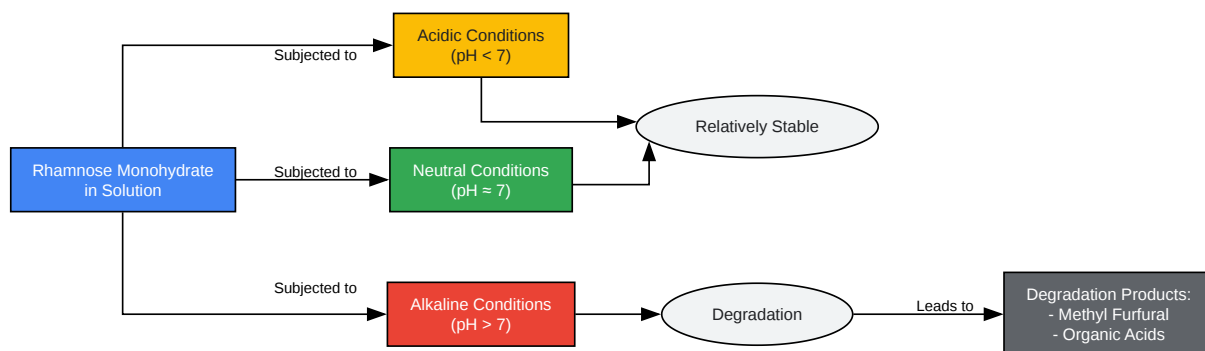 Acidic Conditions
(pH < 7)
Subjected to
Relatively Stable
Rhamnose Monohydrate
in Solution
Subjected to
Neutral Conditions
(pH ≈ 7)
Subjected to
Alkaline Conditions
(pH > 7)
Degradation
Leads to
Degradation Products:
- Methyl Furfural
- Organic Acids